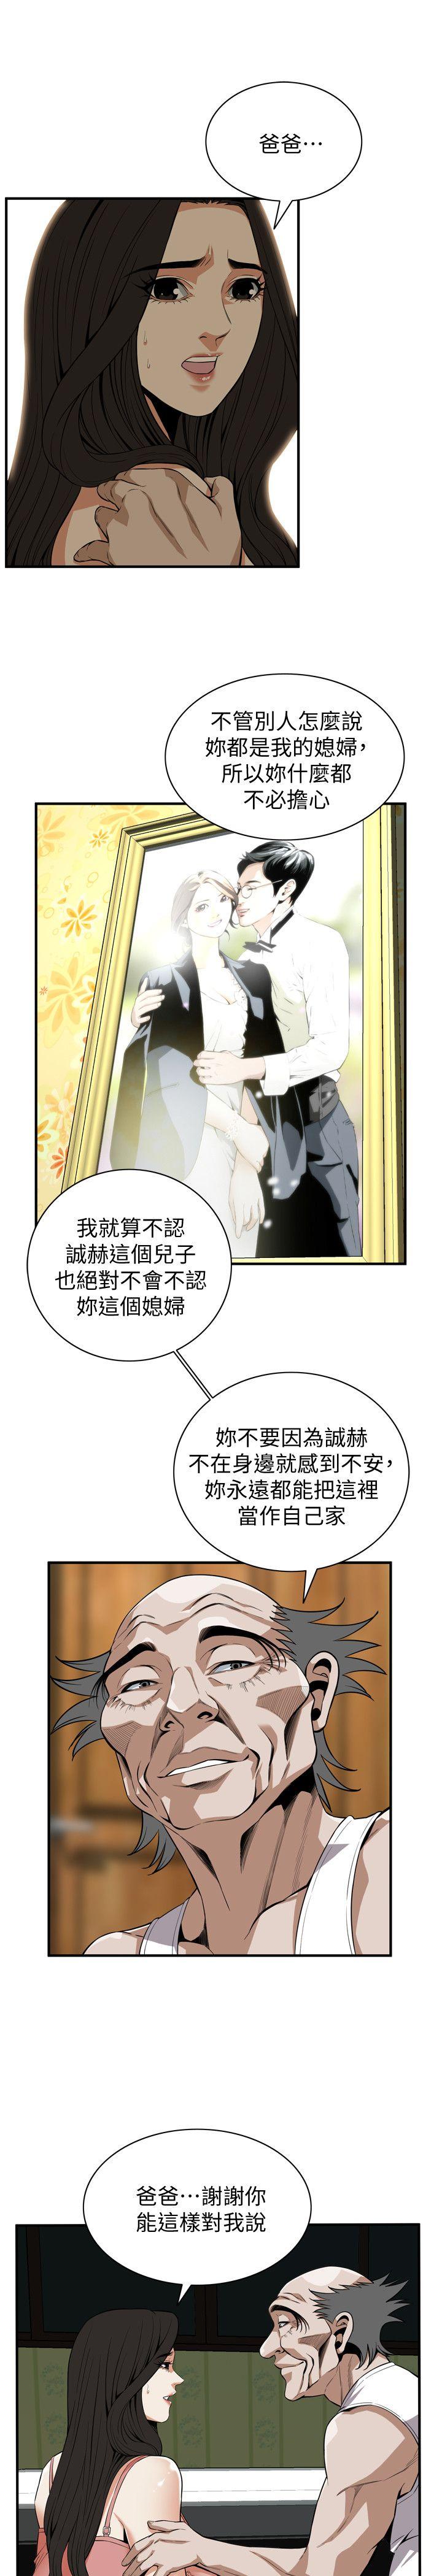 爸爸⋯
不管別人怎麼說
妳都是我的媳婦，
所以妳什麼都
不必擔心
我就算不認
誠赫這個兒子
也絕對不會不認
妳這個媳婦
妳不要因為誠赫
不在身邊就感到不安，
妳永遠都能把這裡
當作自己家
爸爸⋯謝謝你
能這樣對我說